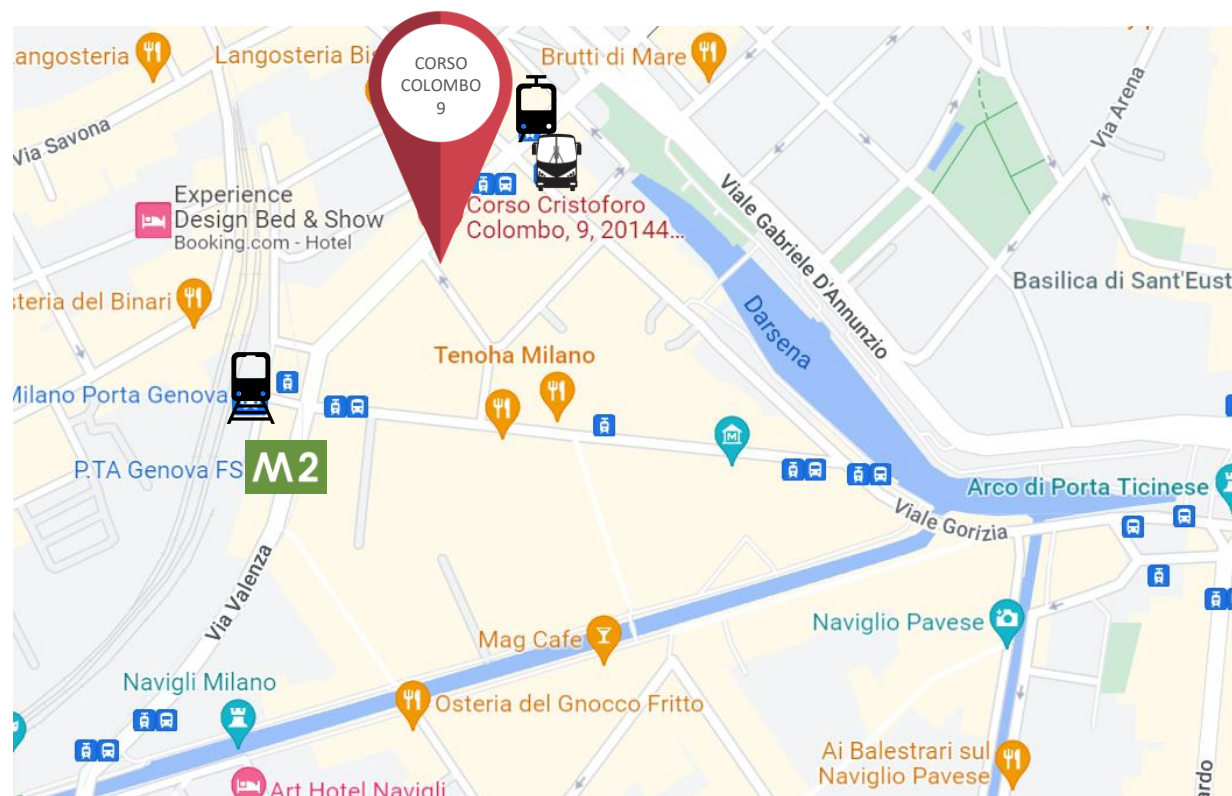 Langosteria
Langosteria Bis
CORSO
COLOMBO
9
Brutti di Mare
Via Savona
Via Arena
Experience
Design Bed & Show
Booking.com - Hotel
Corso Cristoforo
Colombo, 9, 20144...
Viale Gabriele D'Annunzio
Basilica di Sant'Eust
steria del Binari
Darsena
Tenoha Milano
Milano Porta Genova
P.TA Genova FS
M2
M
Arco di Porta Ticinese
Viale Gorizia
Via Valenza
Naviglio Pavese
Mag Cafe
Navigli Milano
Osteria del Gnocco Fritto
Ai Balestrari sul
Naviglio Pavese
Art Hotel Navigli
ardo